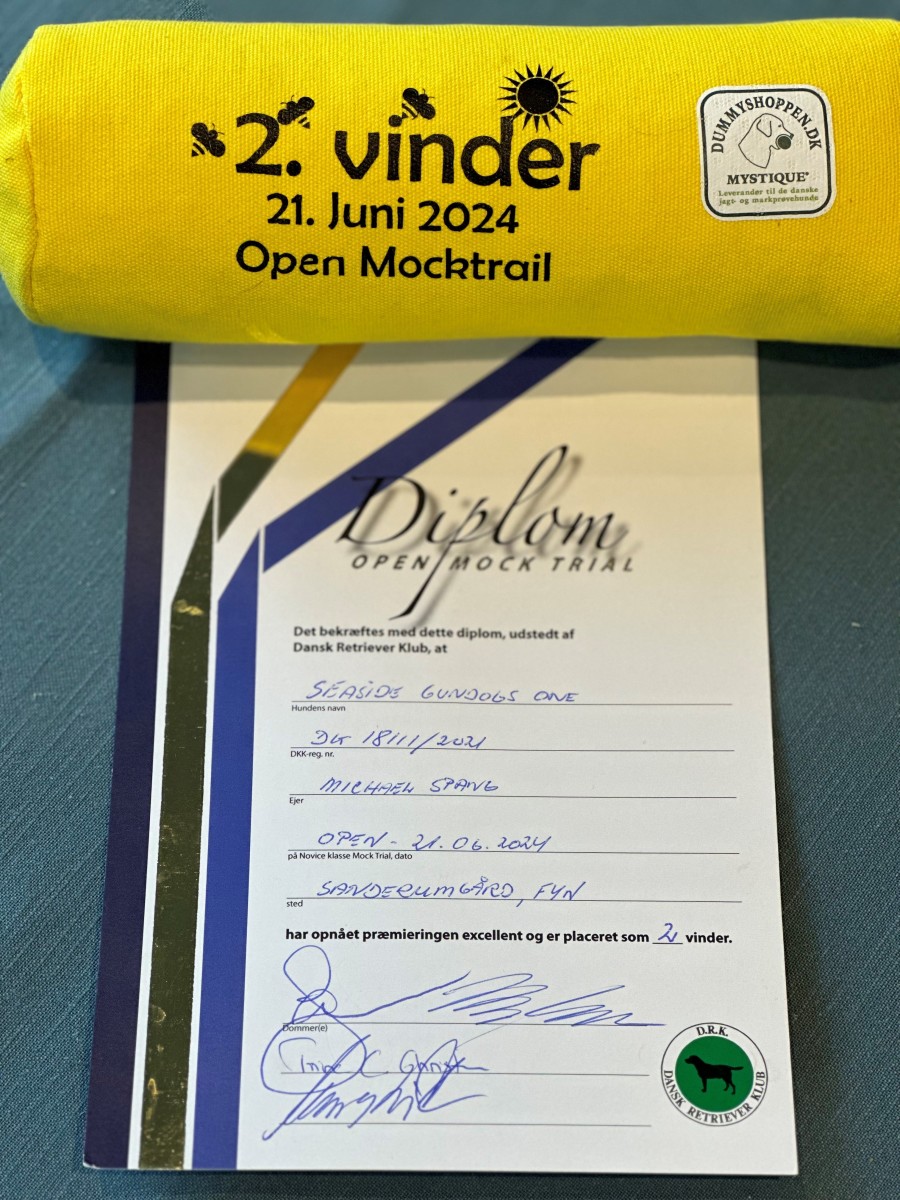 2. vinder
21. Juni 2024
Open Mocktrail
DUMMYSHOPPEN.DK
MYSTIQUE®
Leverandør til de danske
jagt- og markprøvehunde
Diplom
OPEN MOCK TRIAL
Det bekræftes med dette diplom, udstedt af
Dansk Retriever Klub, at
SEASIDE GUNDOGS ONE
Hundens navn
DK 18111/2021
DKK-reg. nr.
MICHAEL SPANG
Ejer
OPEN - 21.06.2024
på Novice klasse Mock Trial, dato
SANDERUMGÅRD, FYN
sted
har opnået præmieringen excellent og er placeret som 2 vinder.
Dommer(e)
D.R.K.
DANSK RETRIEVER KLUB